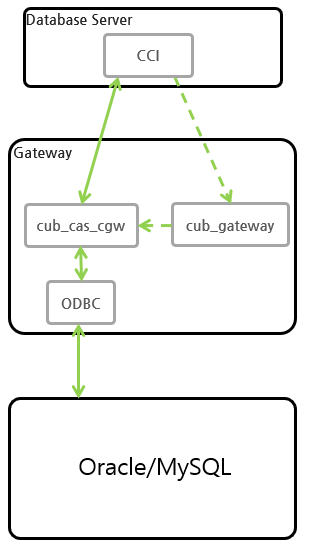 Database Server
CCI
Gateway
cub_cas_cgw
cub_gateway
ODBC
Oracle/MySQL